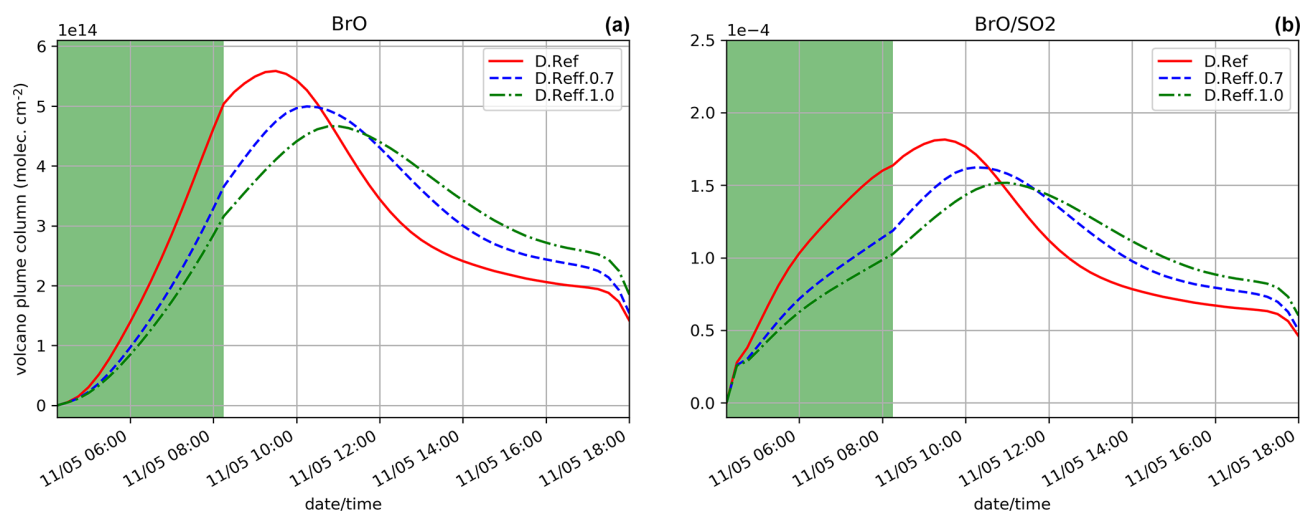 BrO
(a)
1e14
D.Ref
D.Reff.0.7
D.Reff.1.0
volcano plume column (molec. cm⁻²)
6
5
4
3
2
1
0
11/05 06:00
11/05 08:00
11/05 10:00
11/05 12:00
11/05 14:00
11/05 16:00
11/05 18:00
date/time
BrO/SO2
(b)
1e−4
D.Ref
D.Reff.0.7
D.Reff.1.0
2.5
2.0
1.5
1.0
0.5
0.0
11/05 06:00
11/05 08:00
11/05 10:00
11/05 12:00
11/05 14:00
11/05 16:00
11/05 18:00
date/time